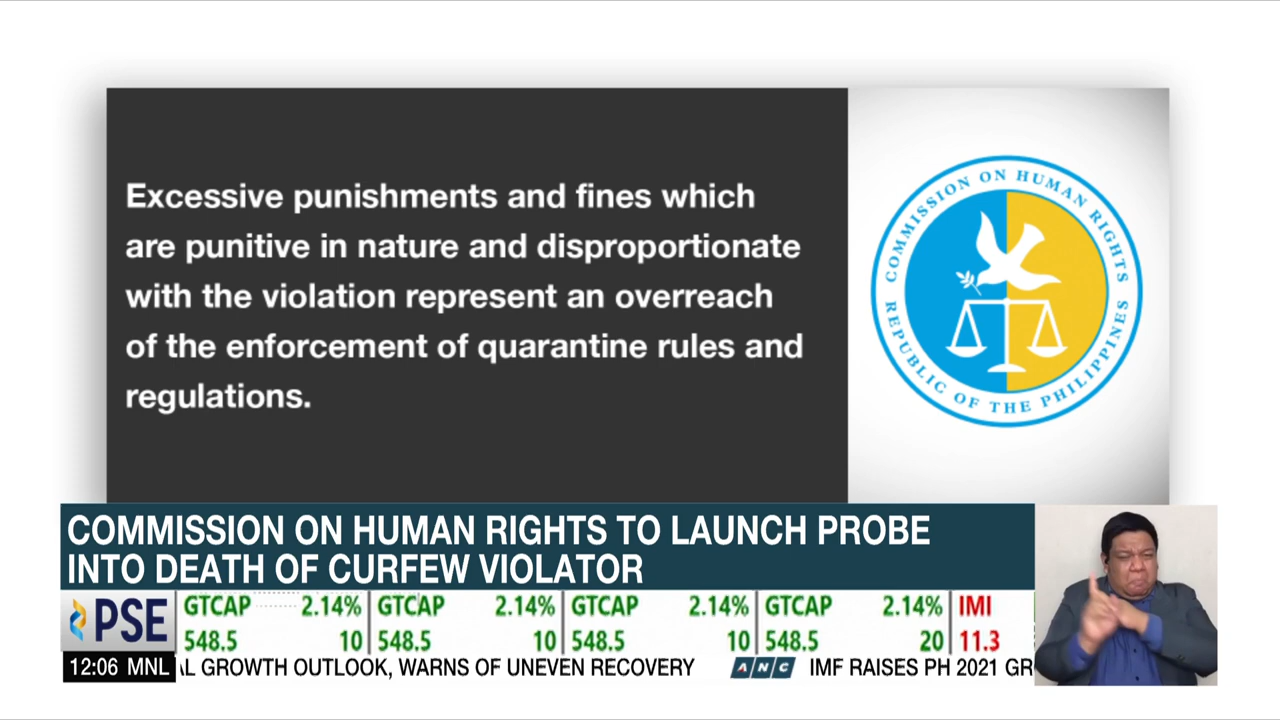 Excessive punishments and fines which
are punitive in nature and disproportionate
with the violation represent an overreach
of the enforcement of quarantine rules and
regulations.
COMMISSION ON HUMAN RIGHTS
REPUBLIC OF THE PHILIPPINES
COMMISSION ON HUMAN RIGHTS TO LAUNCH PROBE
INTO DEATH OF CURFEW VIOLATOR
PSE
GTCAP 2.14% GTCAP 2.14% GTCAP 2.14% GTCAP 2.14% IMI
548.5 10 548.5 10 548.5 10 548.5 20 11.3
12:06 MNL AL GROWTH OUTLOOK, WARNS OF UNEVEN RECOVERY ANC IMF RAISES PH 2021 GR